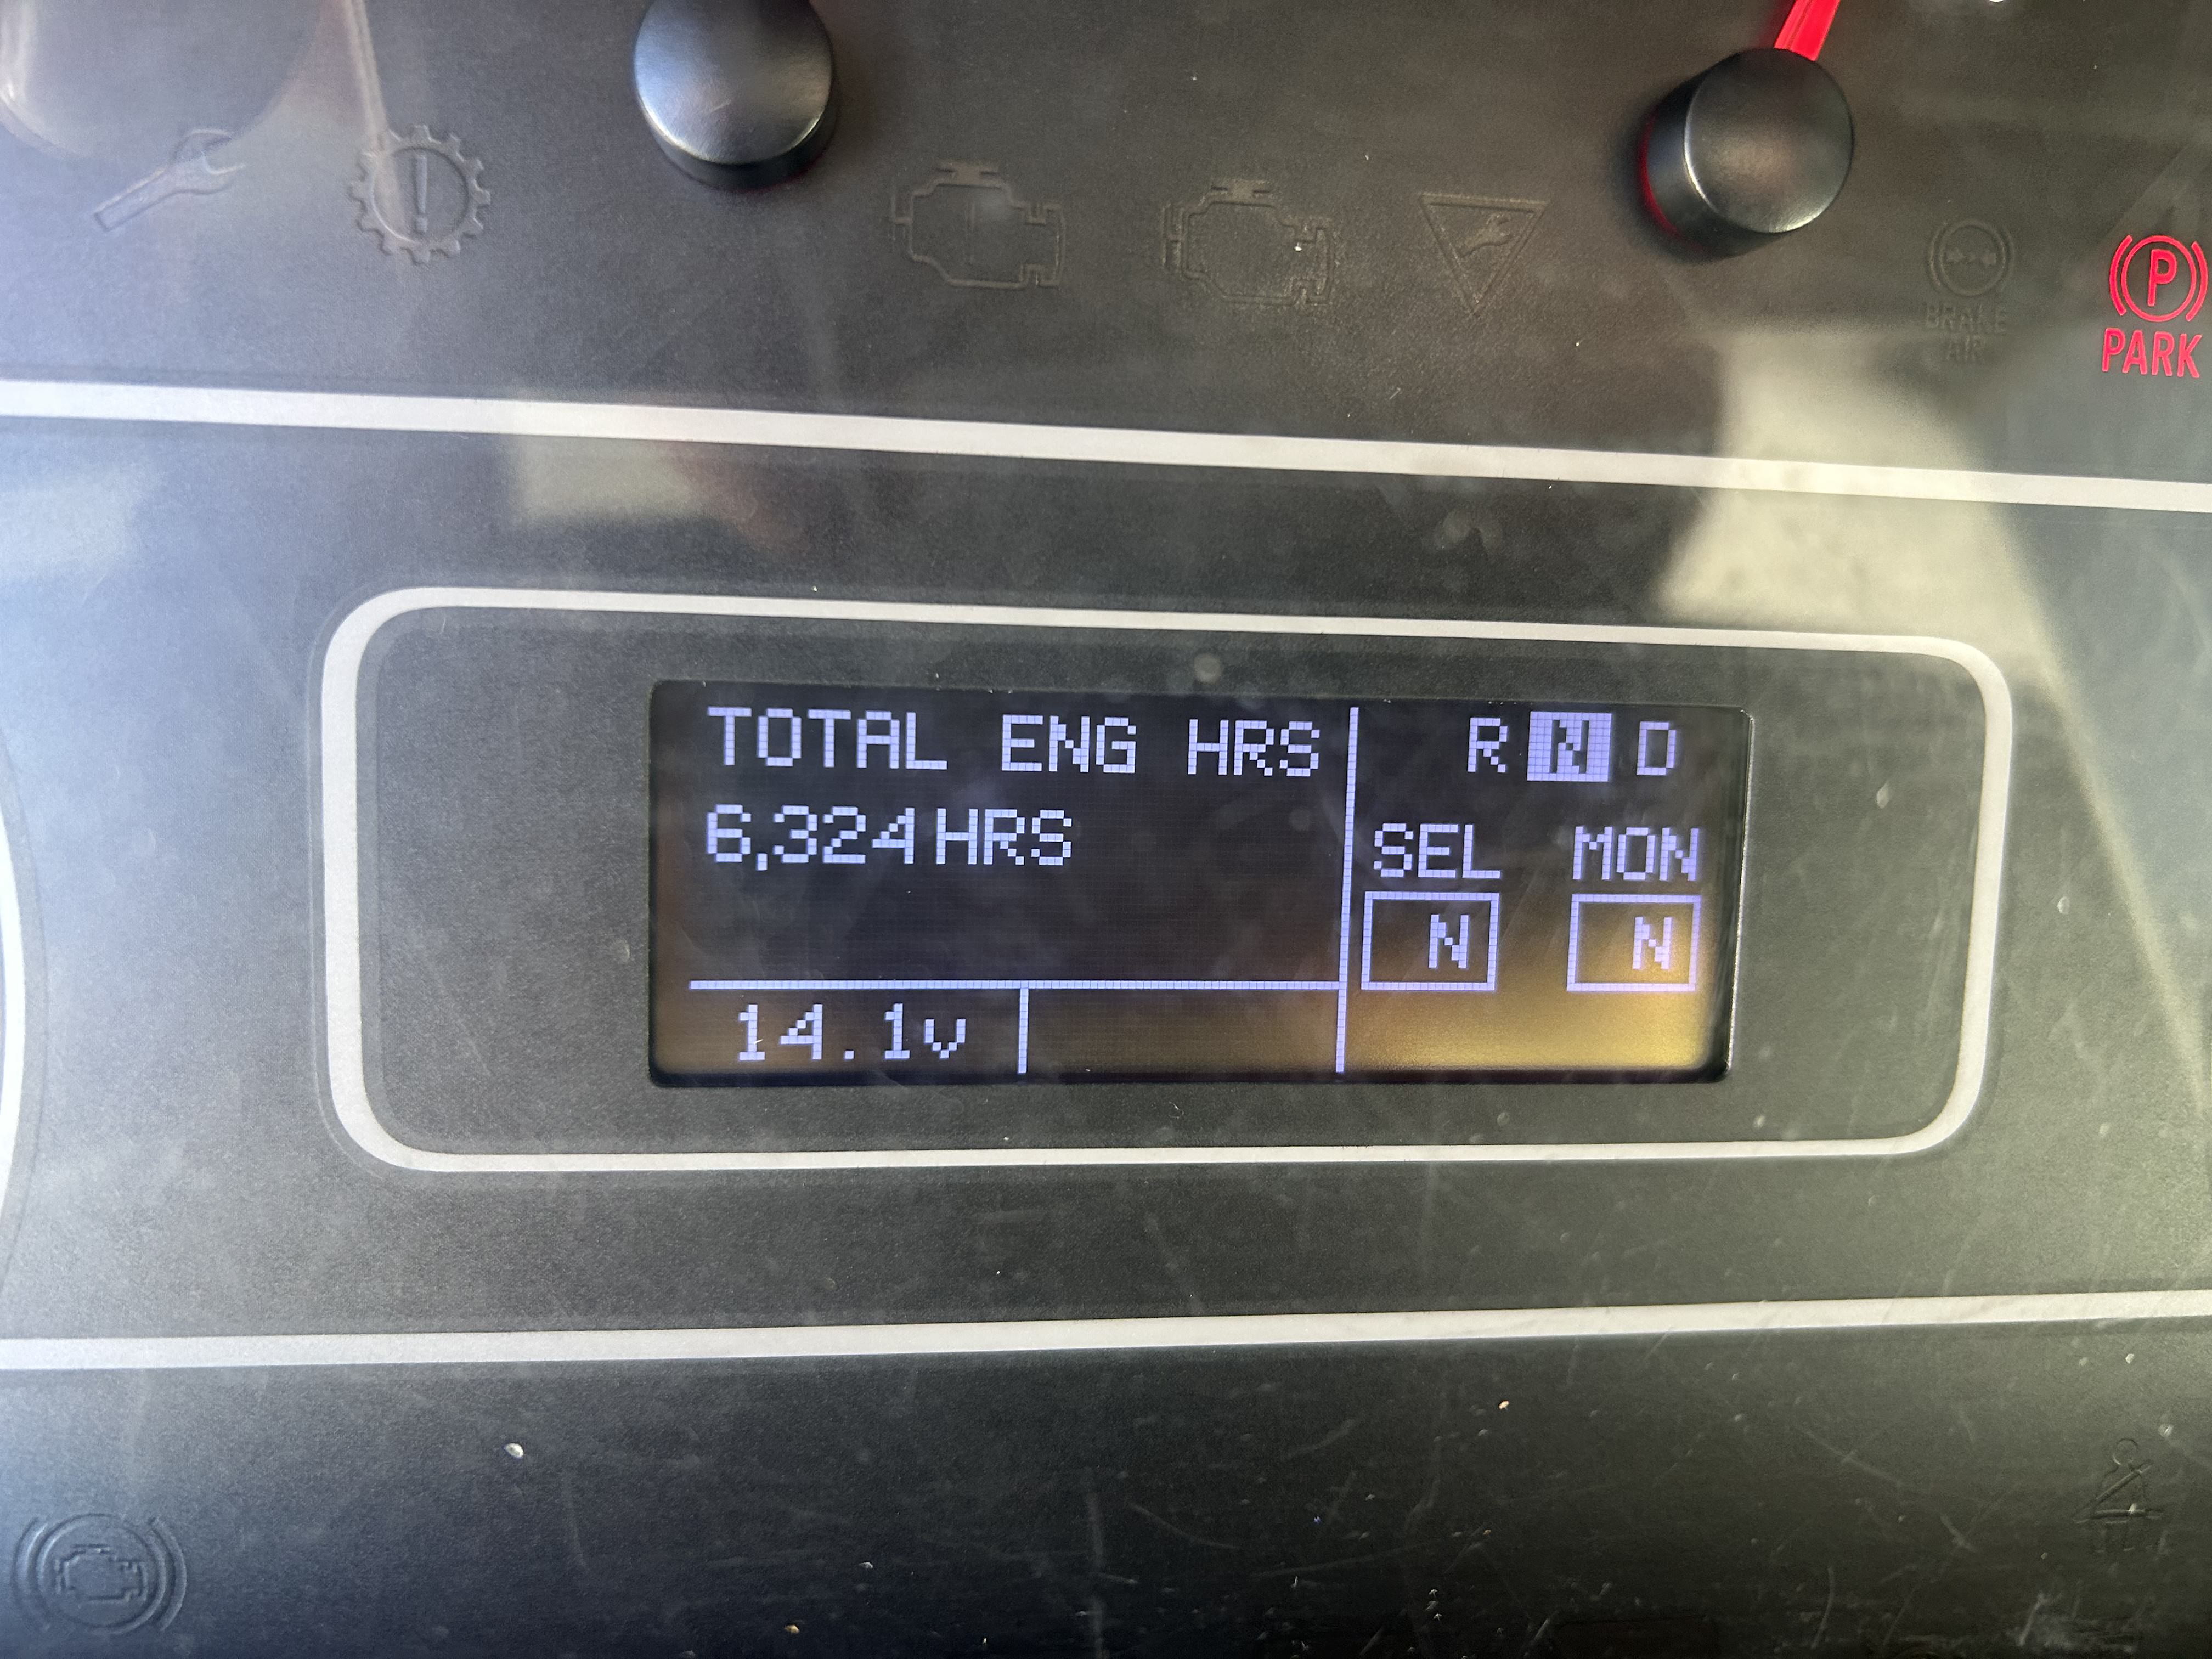 BRAKE
AIR
P
PARK
TOTAL ENG HRS
R N D
6,324 HRS
SEL MON
N N
14.1v